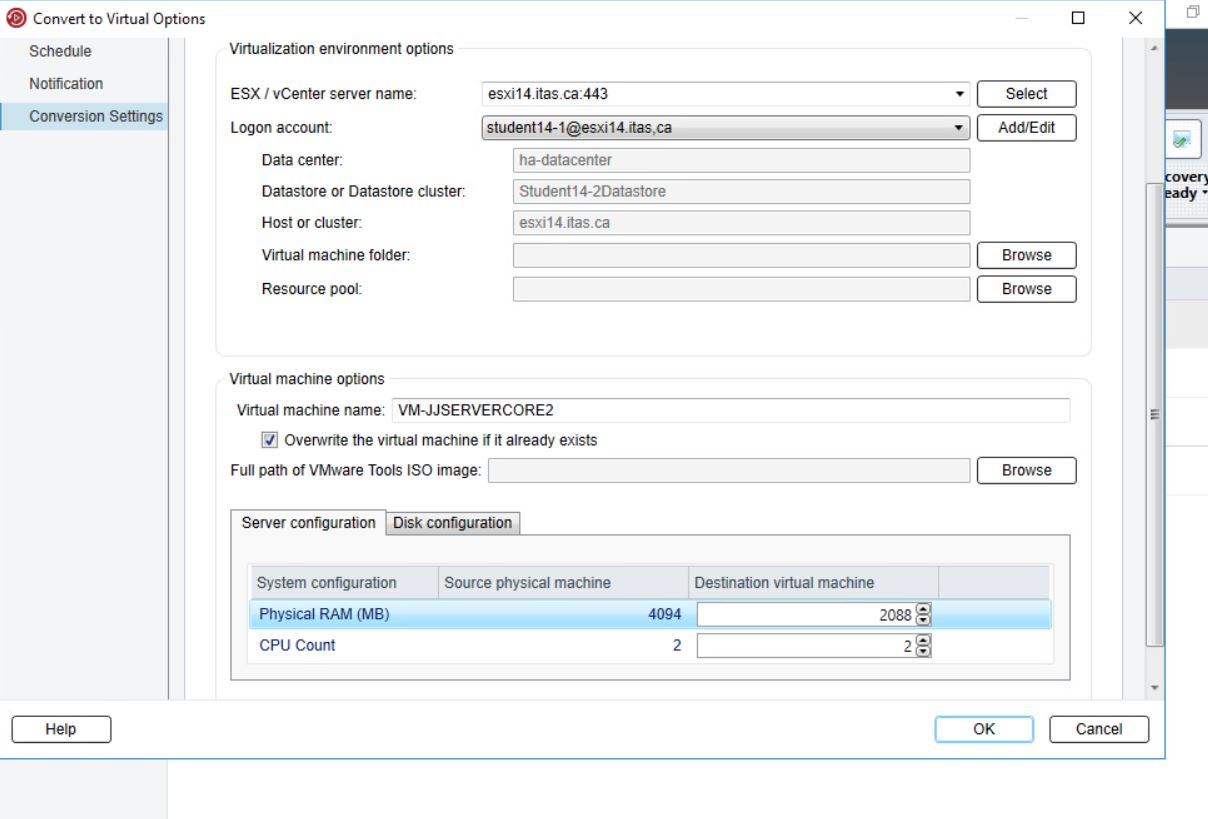 Convert to Virtual Options
Schedule
Notification
Conversion Settings
Virtualization environment options
ESX / vCenter server name: esxi14.itas.ca:443 Select
Logon account: student14-1@esxi14.itas,ca Add/Edit
Data center: ha-datacenter
Datastore or Datastore cluster: Student14-2Datastore
Host or cluster: esxi14.itas.ca
Virtual machine folder: Browse
Resource pool: Browse
Virtual machine options
Virtual machine name: VM-JJSERVERCORE2
Overwrite the virtual machine if it already exists
Full path of VMware Tools ISO image: Browse
Server configuration Disk configuration
System configuration Source physical machine Destination virtual machine
Physical RAM (MB) 4094 2088
CPU Count 2 2
Help OK Cancel
covery
eady